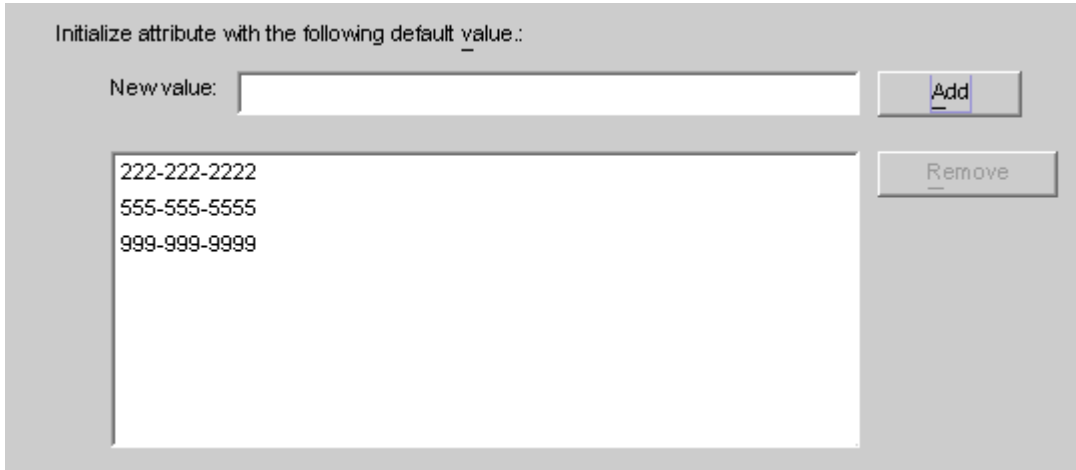 Initialize attribute with the following default value.:
New value:
Add
222-222-2222
Remove
555-555-5555
999-999-9999